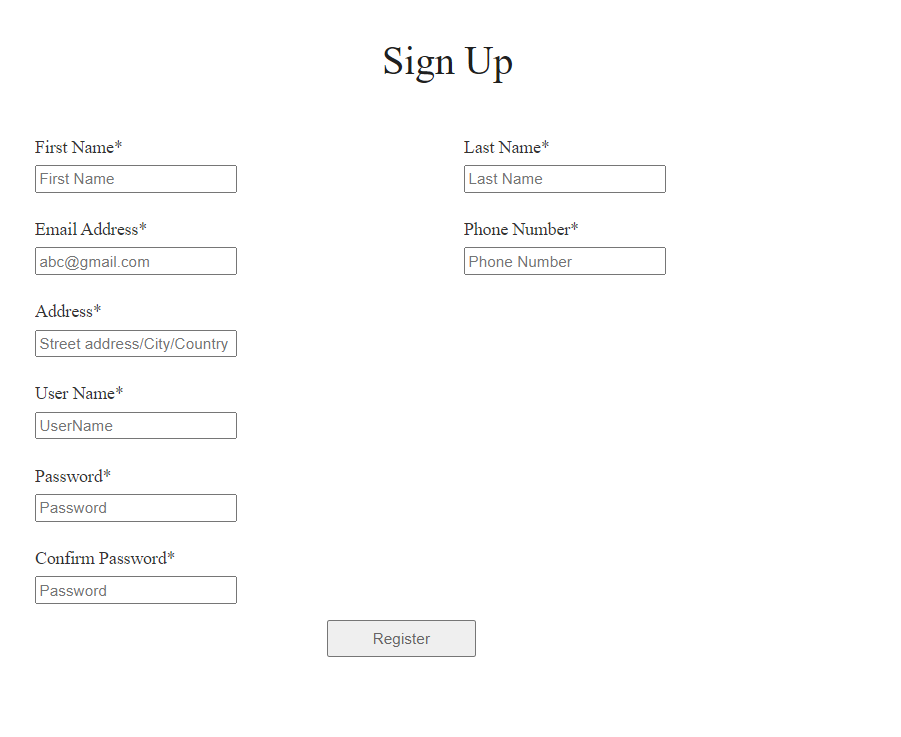 Sign Up
First Name* Last Name*
First Name Last Name
Email Address* Phone Number*
abc@gmail.com Phone Number
Address*
Street address/City/Country
User Name*
UserName
Password*
Password
Confirm Password*
Password
Register